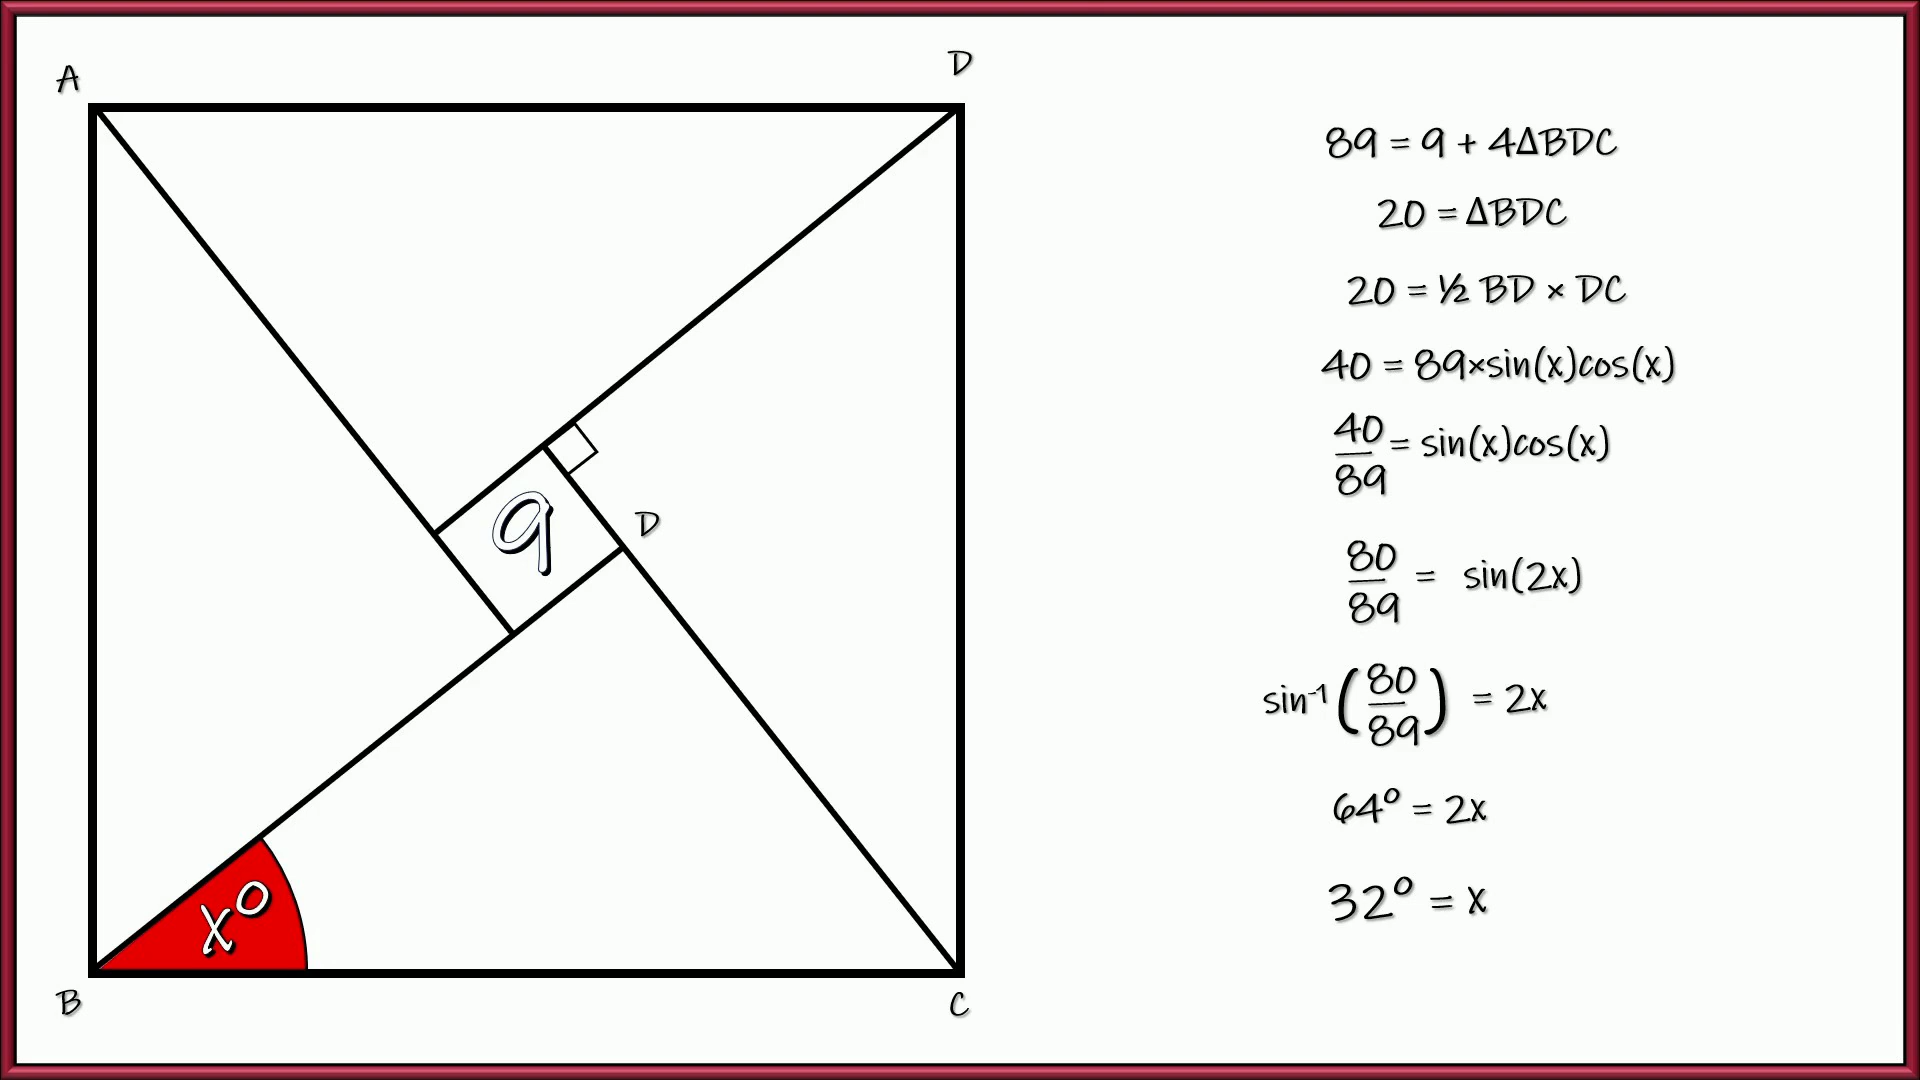 A
D
9
D
x°
B
C
89 = 9 + 4ΔBDC
20 = ΔBDC
20 = ½ BD × DC
40 = 89×sin(x)cos(x)
40
89
= sin(x)cos(x)
80
89
= sin(2x)
sin⁻¹(80/89) = 2x
64° = 2x
32° = x